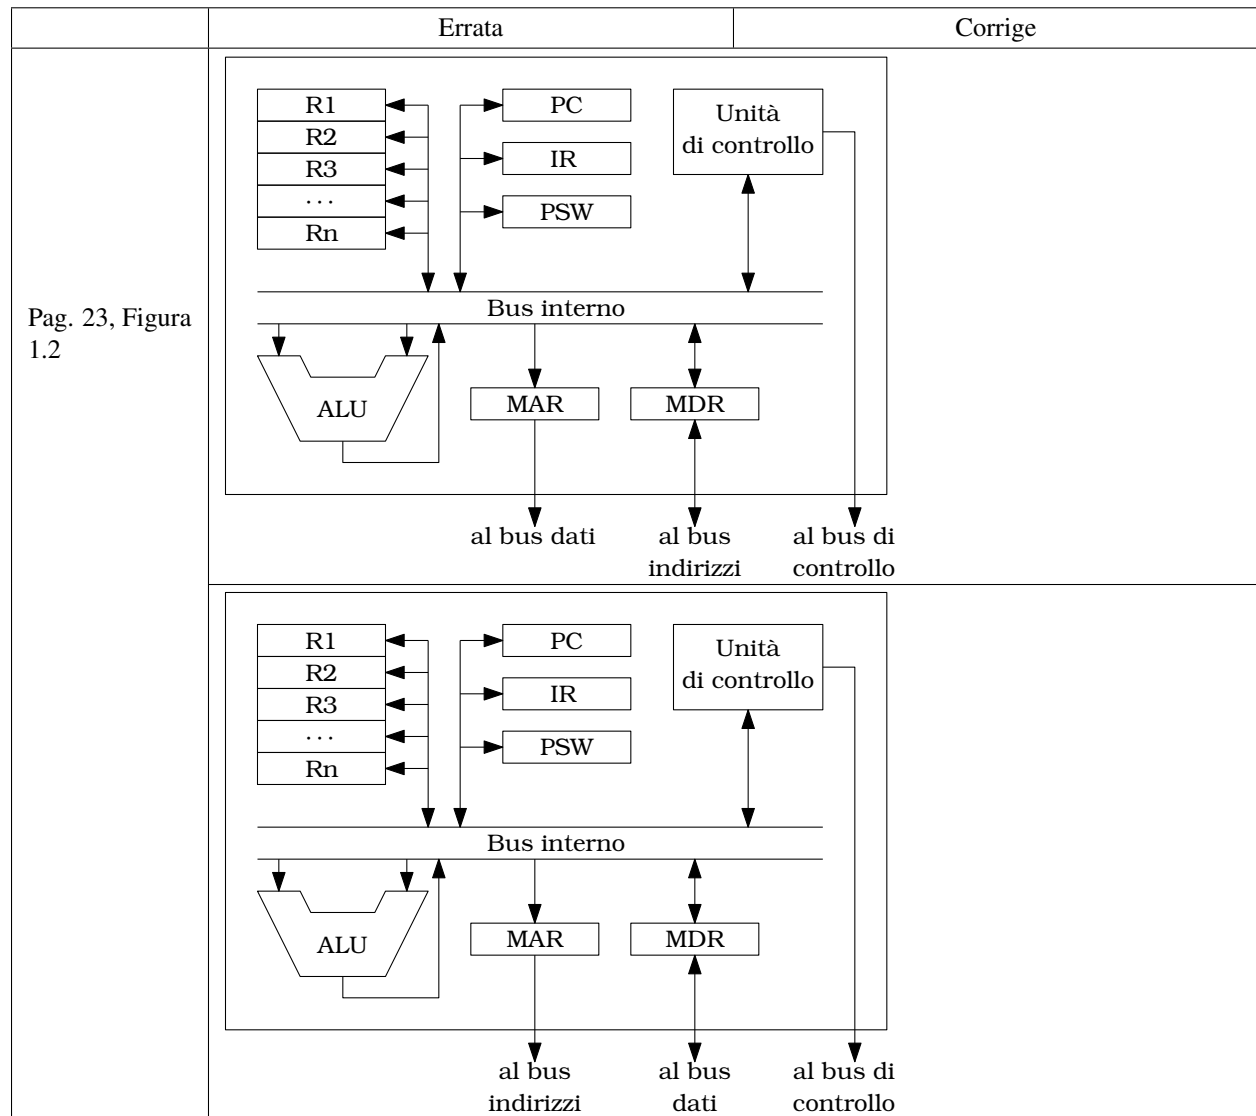 Errata
Corrige
Pag. 23, Figura
1.2
R1
R2
R3
...
Rn
PC
IR
PSW
Unità
di controllo
Bus interno
ALU
MAR
MDR
al bus dati
al bus
indirizzi
al bus di
controllo
R1
R2
R3
...
Rn
PC
IR
PSW
Unità
di controllo
Bus interno
ALU
MAR
MDR
al bus
indirizzi
al bus
dati
al bus di
controllo